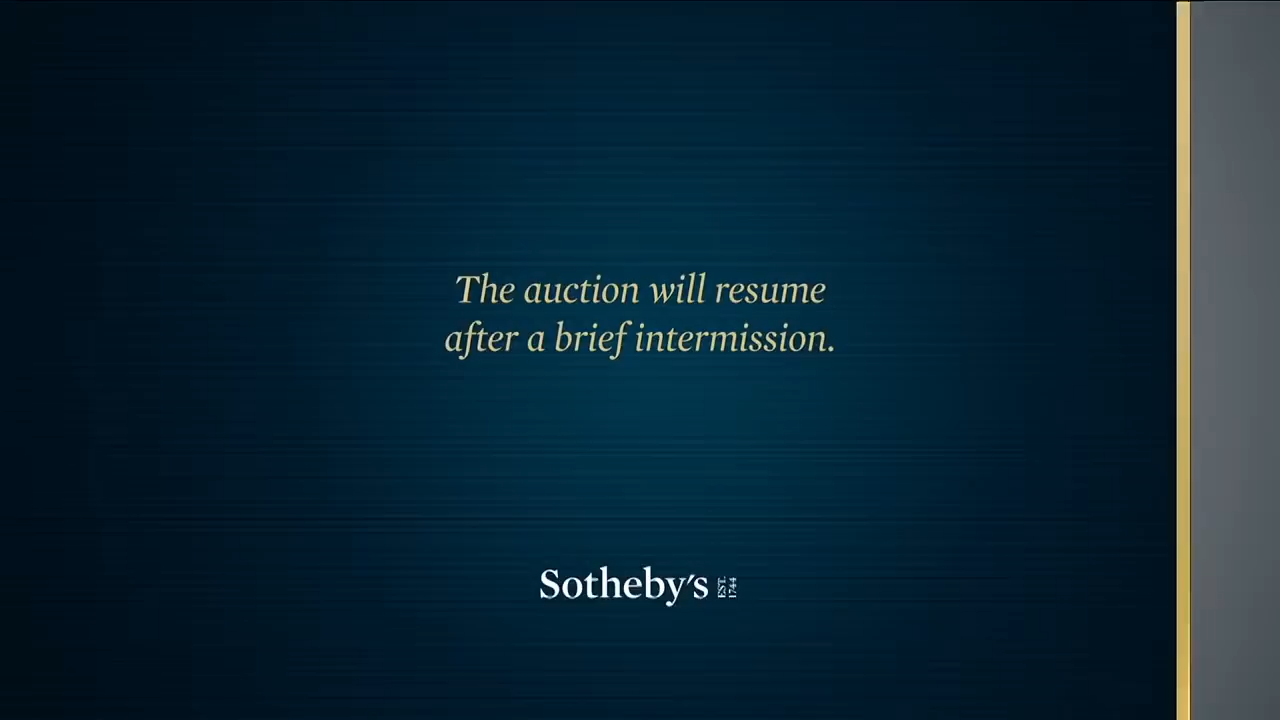 The auction will resume
after a brief intermission.
Sotheby's EST. 1744